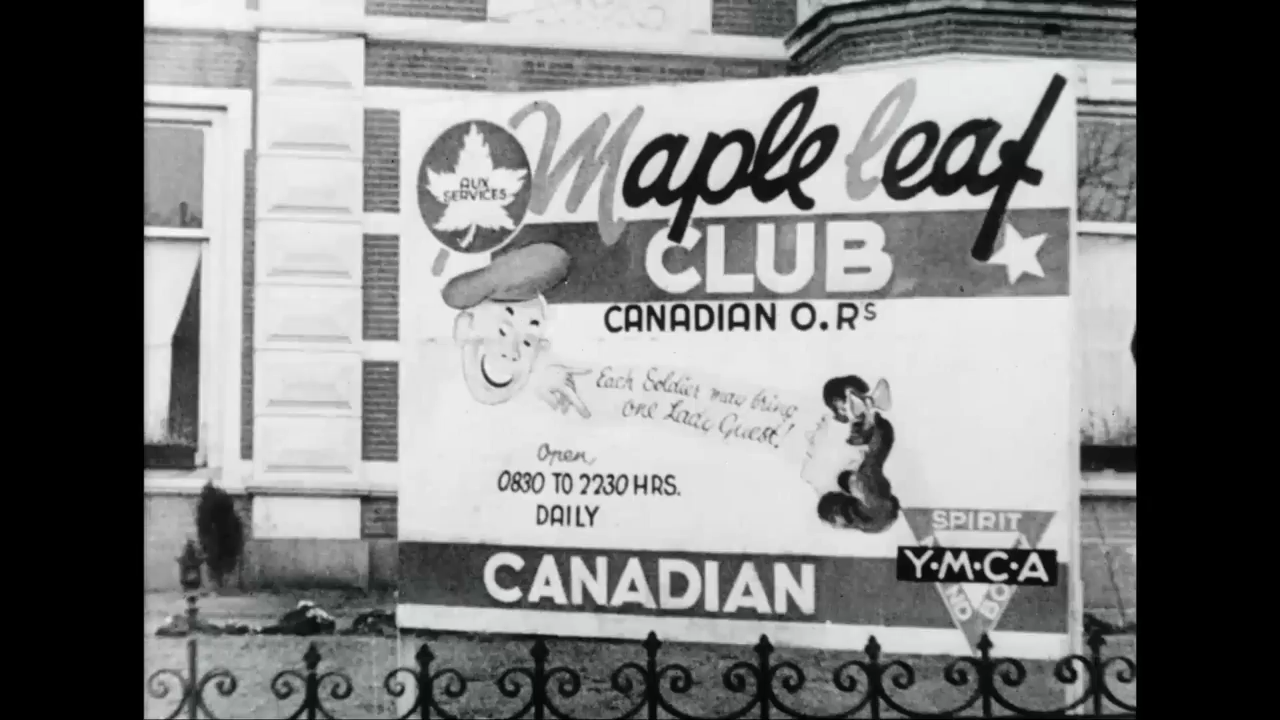 Maple leaf
AUX
SERVICES
CLUB
CANADIAN O.R's
Each Soldier may bring
one Lady Guest!
Open,
0830 TO 2230 HRS.
DAILY
SPIRIT
Y·M·C·A
CANADIAN